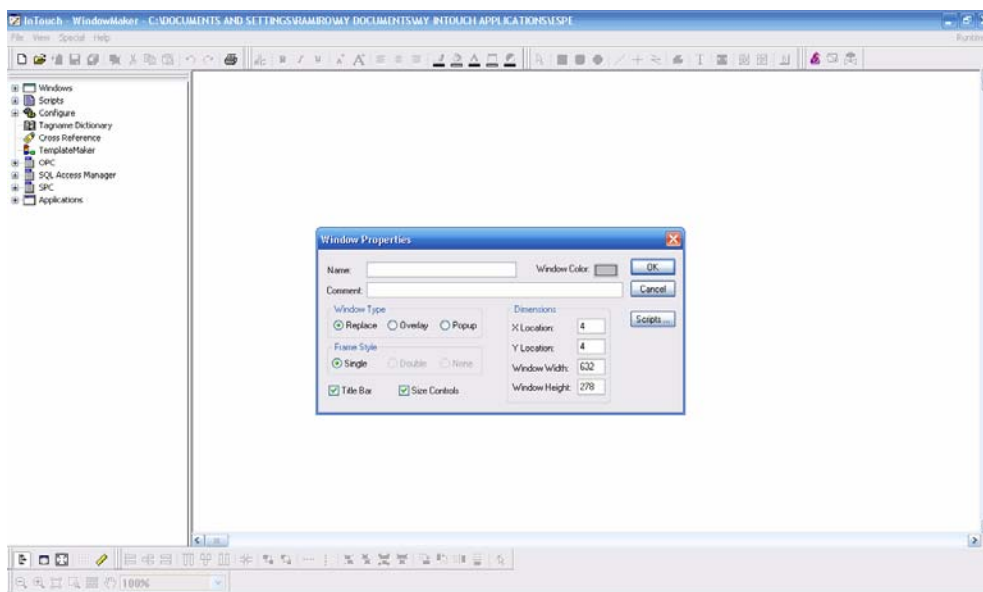 InTouch - WindowMaker - C:\DOCUMENTS AND SETTINGS\RAMIRO\MY DOCUMENTS\MY INTOUCH APPLICATIONS\ESPE
File View Special Help
Windows
Scripts
Configure
Tagname Dictionary
Cross Reference
TemplateMaker
OPC
SQL Access Manager
SPC
Applications
Window Properties
Name: Window Color: OK
Comment: Cancel
Window Type Dimensions
Replace Overlay Popup X Location: 4 Scripts ...
Frame Style Y Location: 4
Single Double None Window Width: 632
Title Bar Size Controls Window Height: 278
100%